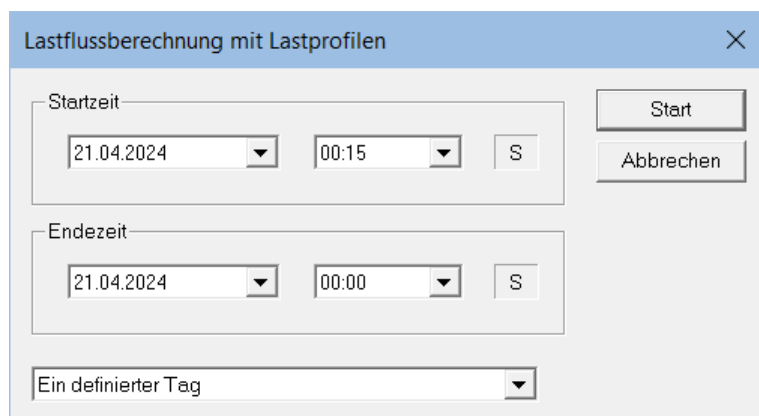 Lastflussberechnung mit Lastprofilen
Startzeit
21.04.2024 00:15 S
Start
Abbrechen
Endezeit
21.04.2024 00:00 S
Ein definierter Tag